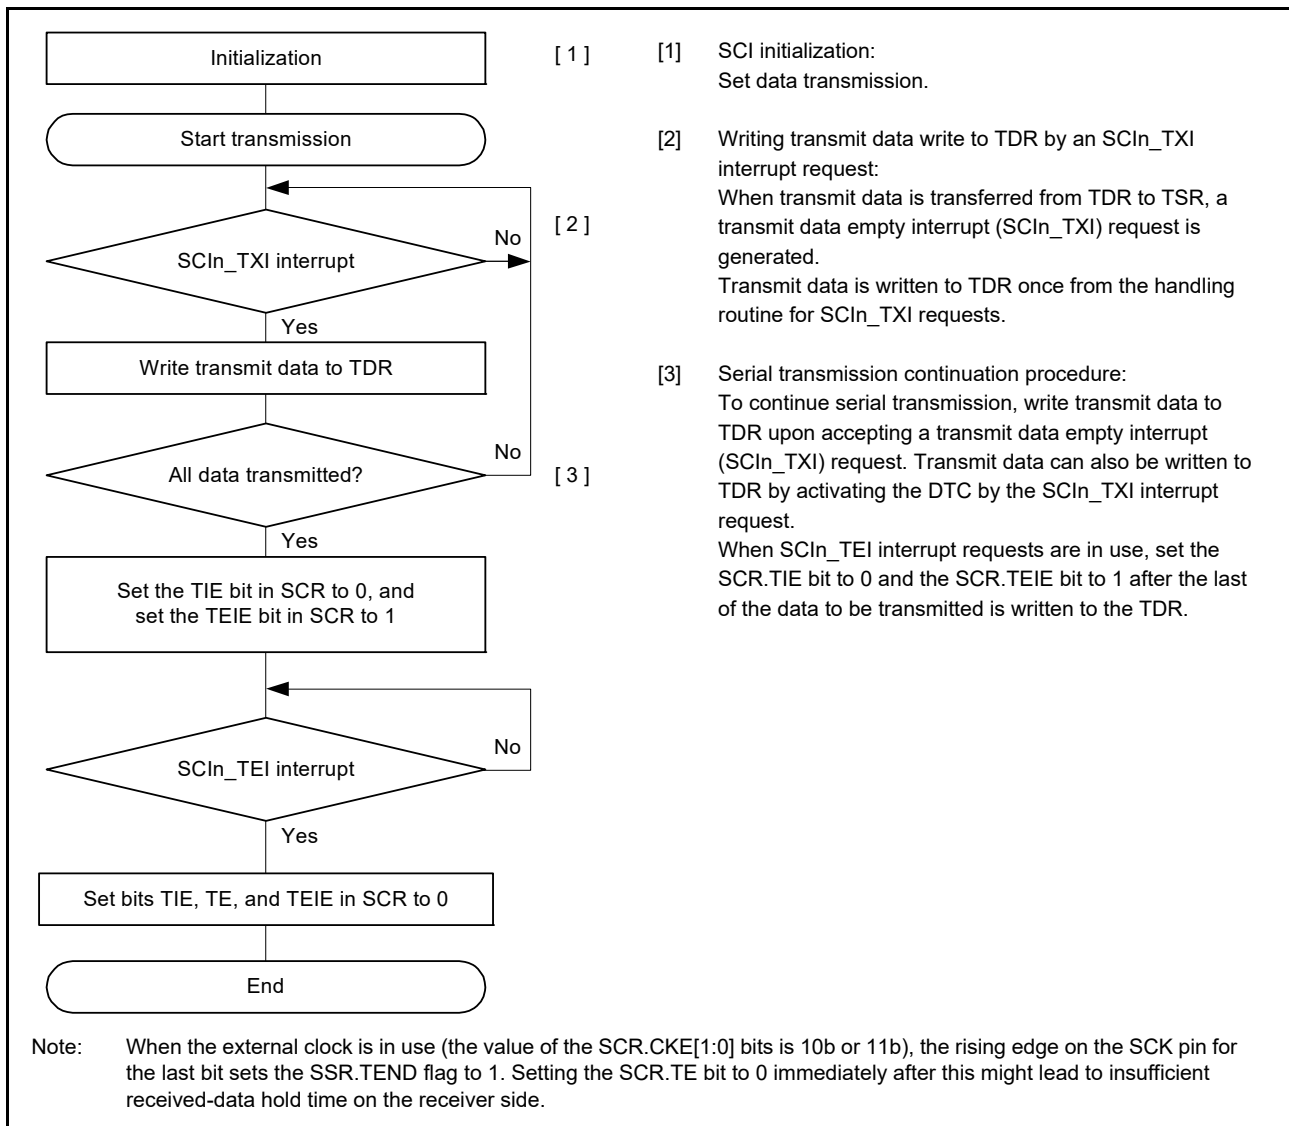 Initialization
[ 1 ]
Start transmission
SCIn_TXI interrupt
No
[ 2 ]
Yes
Write transmit data to TDR
All data transmitted?
No
[ 3 ]
Yes
Set the TIE bit in SCR to 0, and
set the TEIE bit in SCR to 1
SCIn_TEI interrupt
No
Yes
Set bits TIE, TE, and TEIE in SCR to 0
End
[1] SCI initialization:
Set data transmission.
[2] Writing transmit data write to TDR by an SCIn_TXI
interrupt request:
When transmit data is transferred from TDR to TSR, a
transmit data empty interrupt (SCIn_TXI) request is
generated.
Transmit data is written to TDR once from the handling
routine for SCIn_TXI requests.
[3] Serial transmission continuation procedure:
To continue serial transmission, write transmit data to
TDR upon accepting a transmit data empty interrupt
(SCIn_TXI) request. Transmit data can also be written to
TDR by activating the DTC by the SCIn_TXI interrupt
request.
When SCIn_TEI interrupt requests are in use, set the
SCR.TIE bit to 0 and the SCR.TEIE bit to 1 after the last
of the data to be transmitted is written to the TDR.
Note: When the external clock is in use (the value of the SCR.CKE[1:0] bits is 10b or 11b), the rising edge on the SCK pin for
the last bit sets the SSR.TEND flag to 1. Setting the SCR.TE bit to 0 immediately after this might lead to insufficient
received-data hold time on the receiver side.